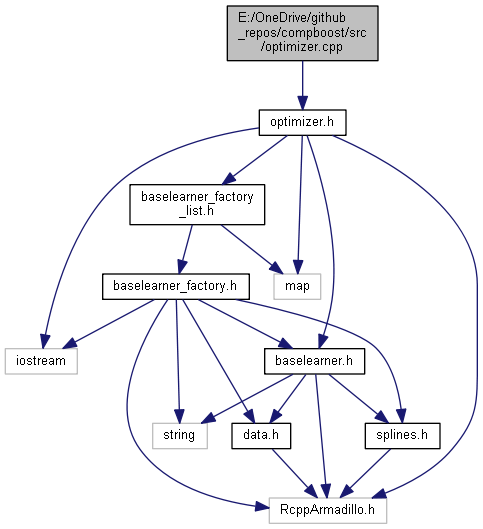 E:/OneDrive/github
_repos/compboost/src
/optimizer.cpp
optimizer.h
baselearner_factory
_list.h
baselearner_factory.h
map
iostream
baselearner.h
string
data.h
splines.h
RcppArmadillo.h